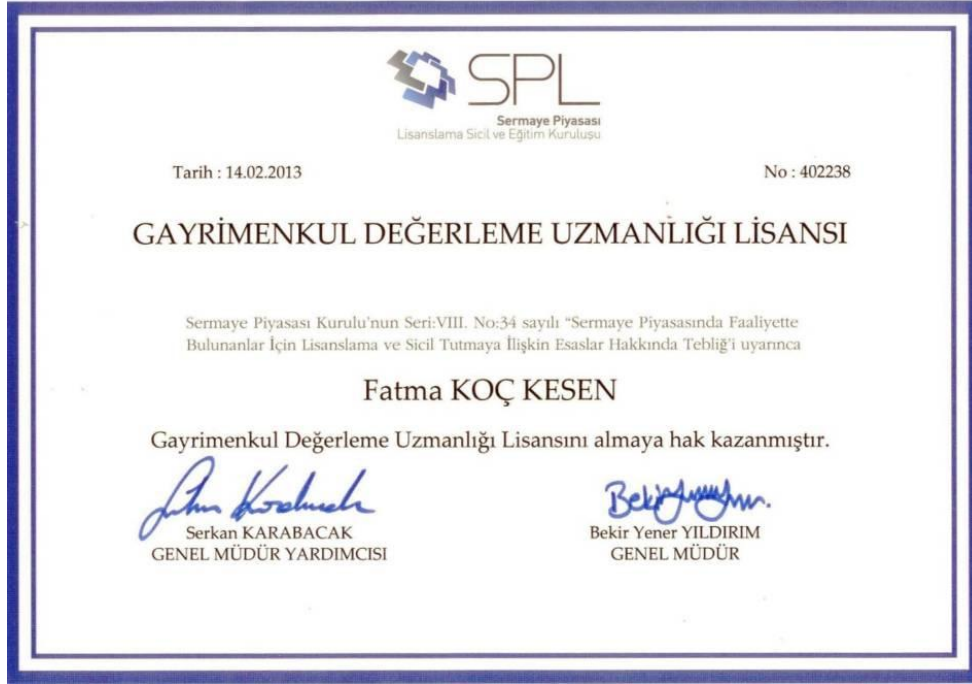 SPL
Sermaye Piyasası
Lisanslama Sicil ve Eğitim Kuruluşu
Tarih : 14.02.2013
No : 402238
GAYRİMENKUL DEĞERLEME UZMANLIĞI LİSANSI
Sermaye Piyasası Kurulu'nun Seri:VIII. No:34 sayılı "Sermaye Piyasasında Faaliyette
Bulunanlar İçin Lisanslama ve Sicil Tutmaya İlişkin Esaslar Hakkında Tebliğ'i uyarınca
Fatma KOÇ KESEN
Gayrimenkul Değerleme Uzmanlığı Lisansını almaya hak kazanmıştır.
Serkan KARABACAK
GENEL MÜDÜR YARDIMCISI
Bekir Yener YILDIRIM
GENEL MÜDÜR